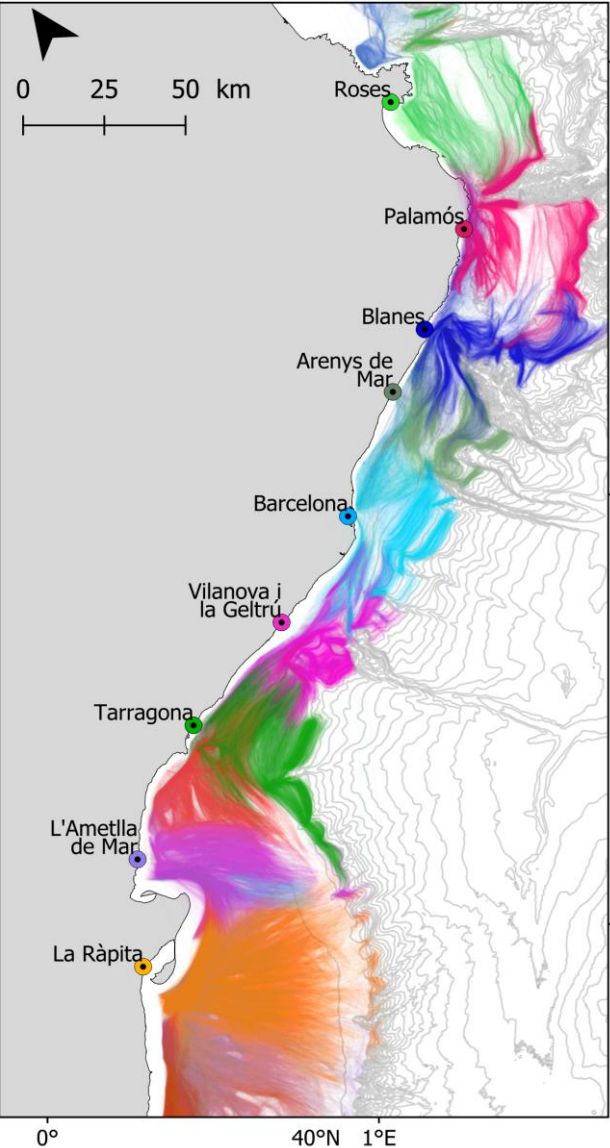 0 25 50 km
Roses
Palamós
Blanes
Arenys de
Mar
Barcelona
Vilanova i
la Geltrú
Tarragona
L'Ametlla
de Mar
La Ràpita
0° 40°N 1°E